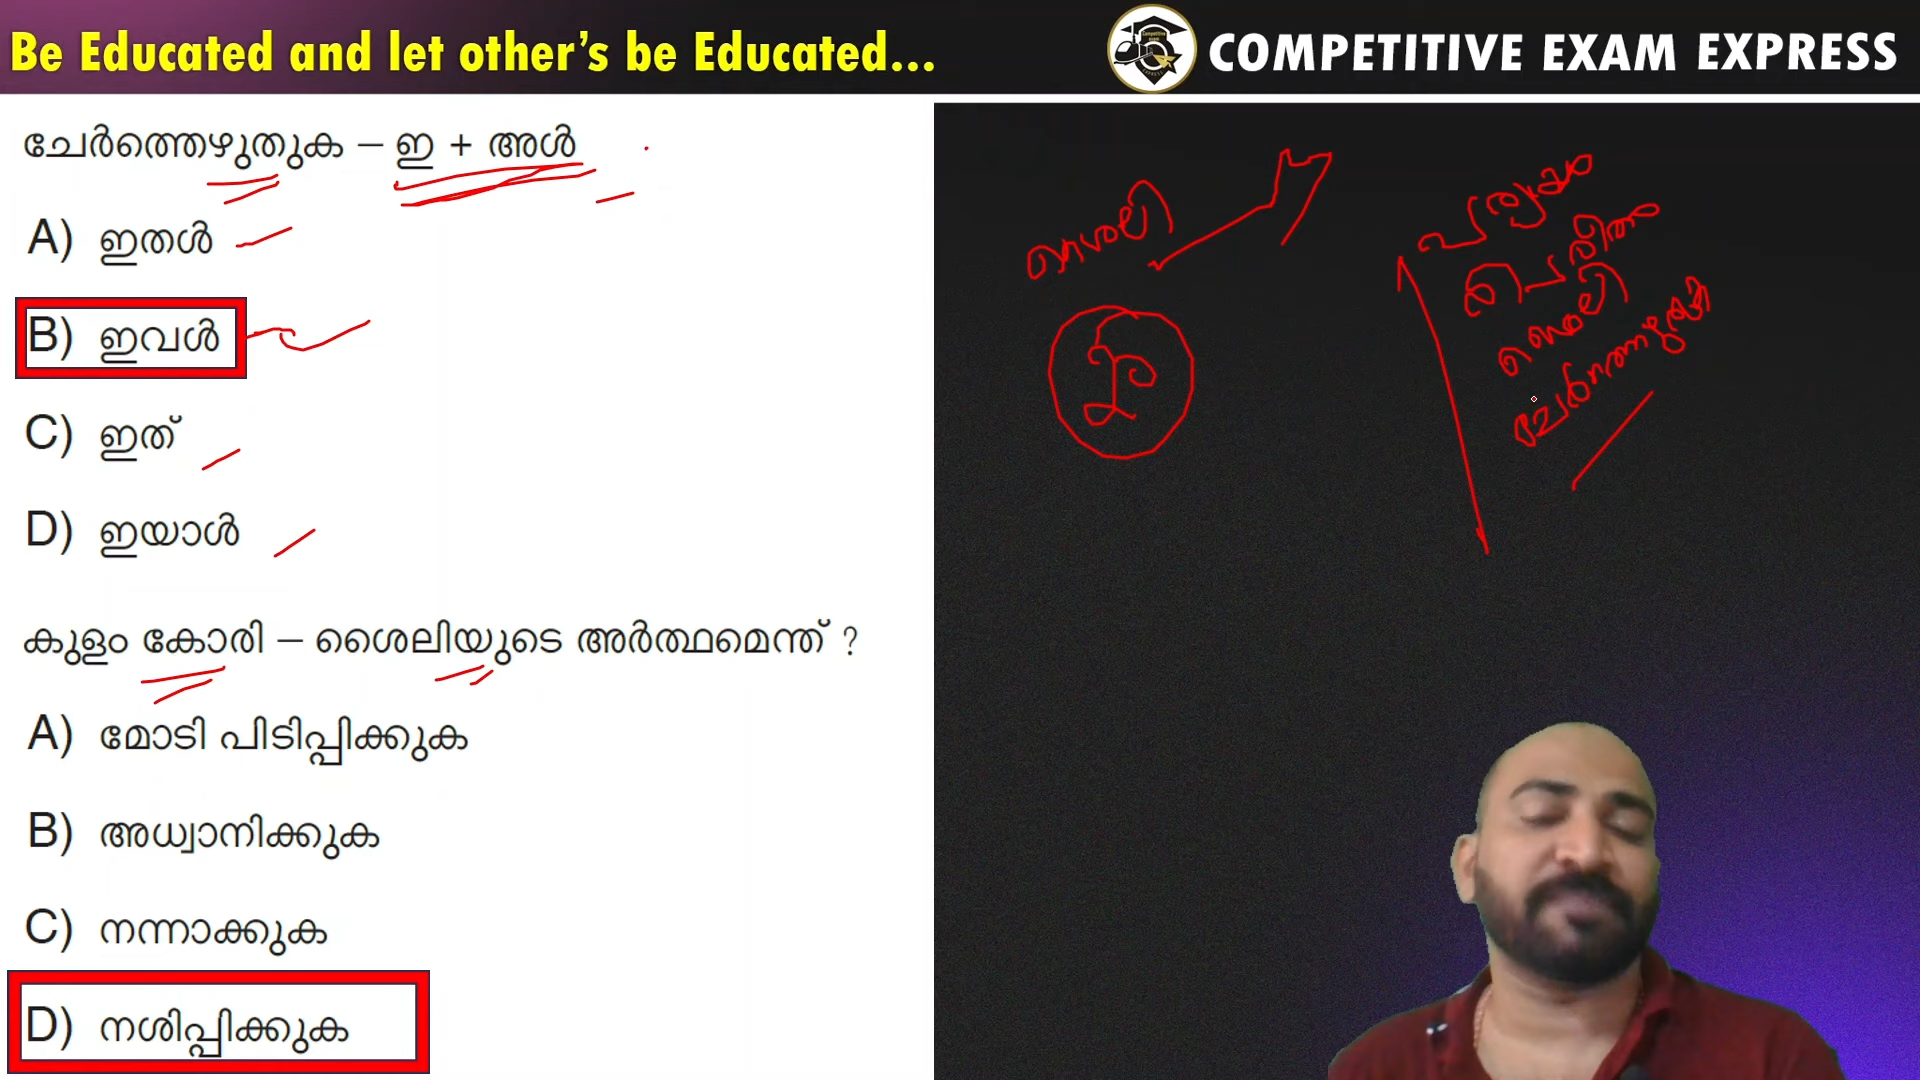 Be Educated and let other's be Educated...
COMPETITIVE EXAM EXPRESS
ചേർത്തെഴുതുക – ഇ + അൾ
A) ഇതൾ
B) ഇവൾ
C) ഇത്
D) ഇയാൾ
കുളം കോരി – ശൈലിയുടെ അർത്ഥമെന്ത് ?
A) മോടി പിടിപ്പിക്കുക
B) അധ്വാനിക്കുക
C) നന്നാക്കുക
D) നശിപ്പിക്കുക
ശൈലി